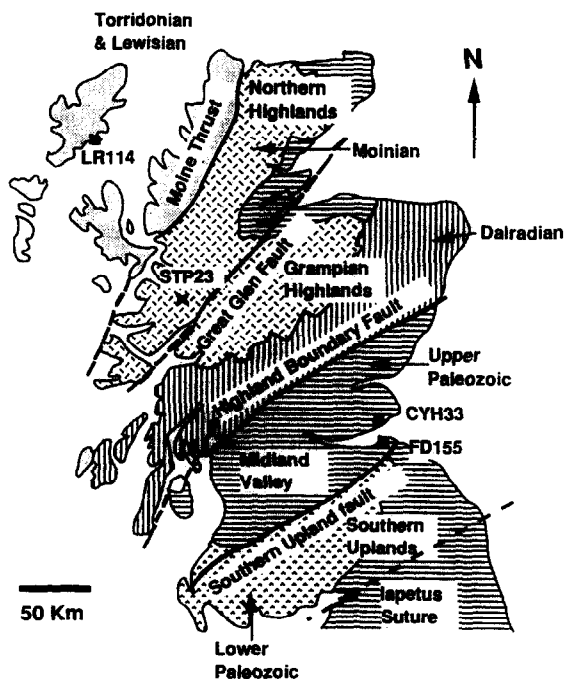 Torridonian
& Lewisian
N
Northern
Highlands
LR114
Moine Thrust
Moinian
Dalradian
STP23
Great Glen Fault
Grampian
Highlands
Highland Boundary Fault
Upper
Paleozoic
CYH33
FD155
Midland
Valley
Southern Upland fault
Southern
Uplands
50 Km
Iapetus
Suture
Lower
Paleozoic